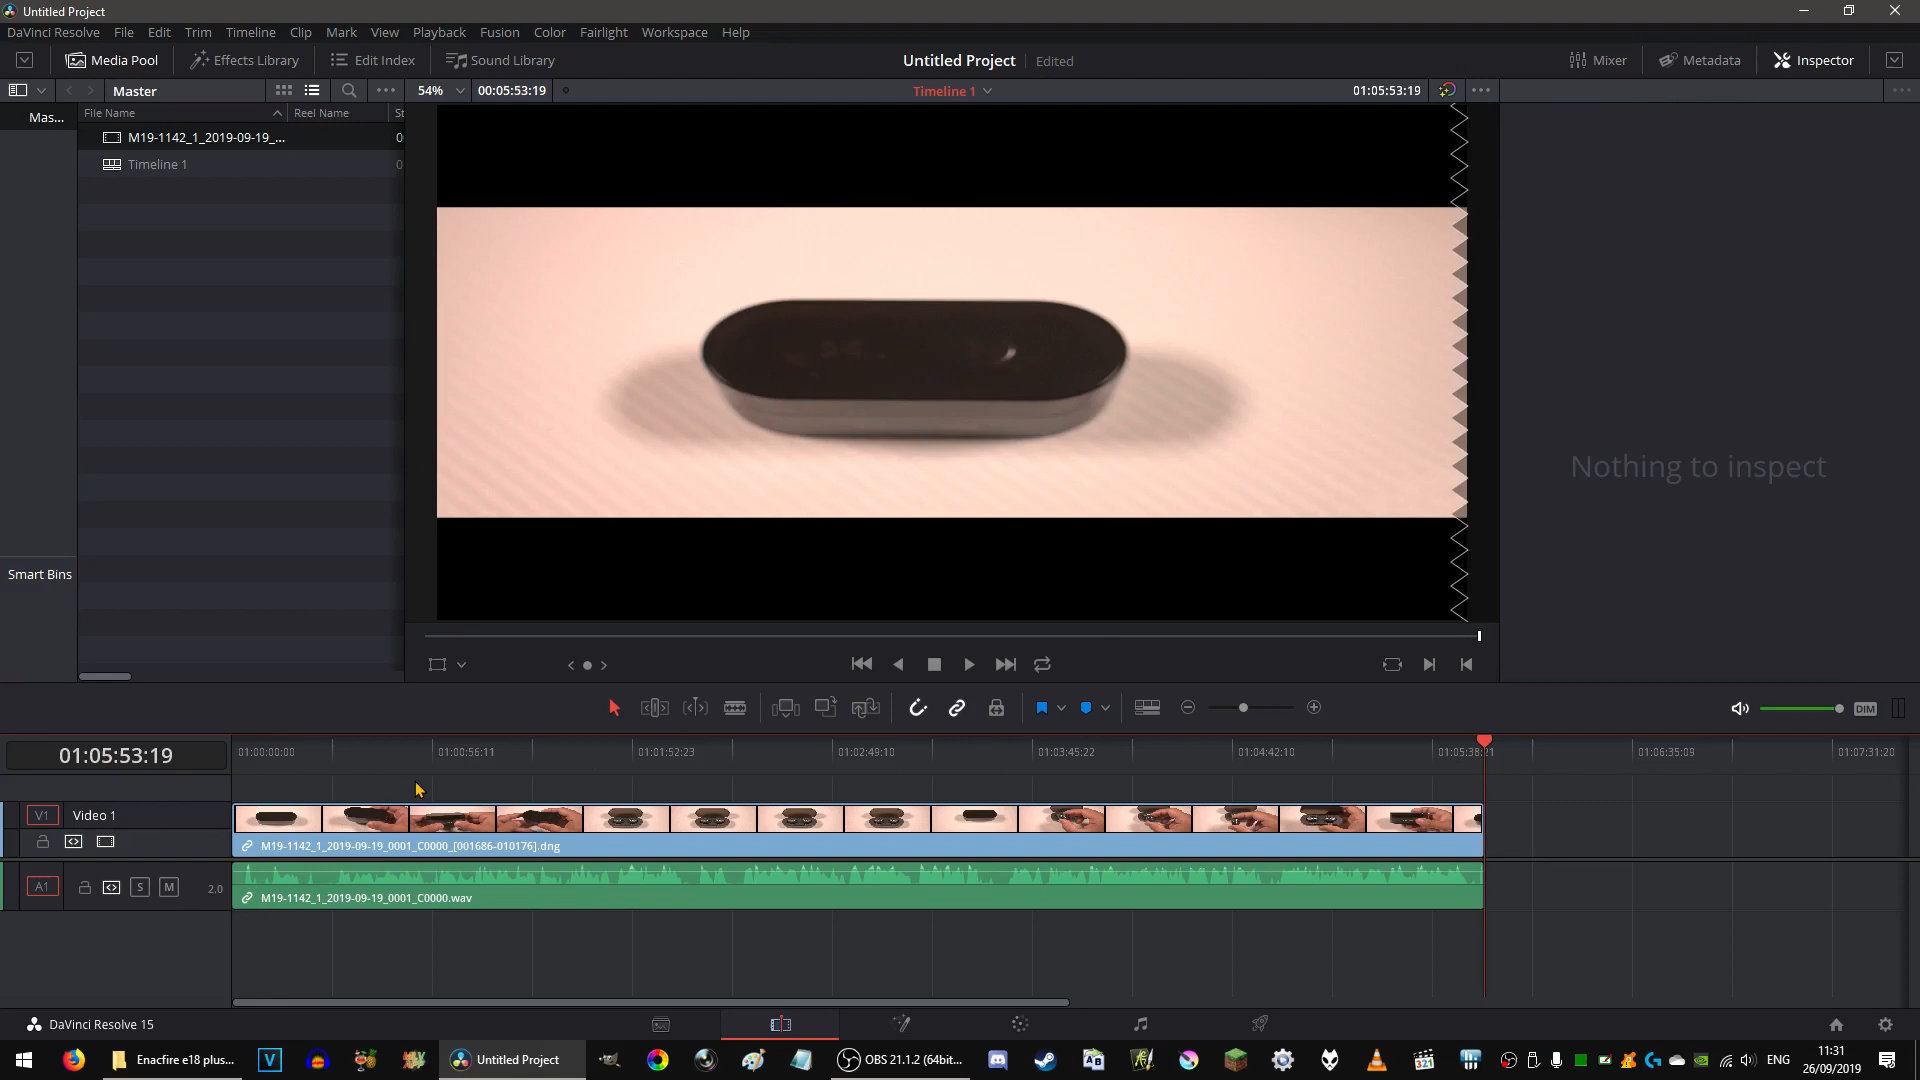 Untitled Project
DaVinci Resolve File Edit Trim Timeline Clip Mark View Playback Fusion Color Fairlight Workspace Help
Media Pool Effects Library Edit Index Sound Library Untitled Project Edited Mixer Metadata Inspector
Master 54% 00:05:53:19 Timeline 1 01:05:53:19
Mas... File Name Reel Name St
M19-1142_1_2019-09-19_... 0
Timeline 1 0
Nothing to inspect
Smart Bins
DIM
01:05:53:19 01:00:00:00 01:00:56:11 01:01:52:23 01:02:49:10 01:03:45:22 01:04:42:10 01:05:38:21 01:06:35:09 01:07:31:20
V1 Video 1
M19-1142_1_2019-09-19_0001_C0000_[001686-010176].dng
A1 S M 2.0
M19-1142_1_2019-09-19_0001_C0000.wav
DaVinci Resolve 15
Enacfire e18 plus... Untitled Project OBS 21.1.2 (64bit... ENG 11:31
26/09/2019